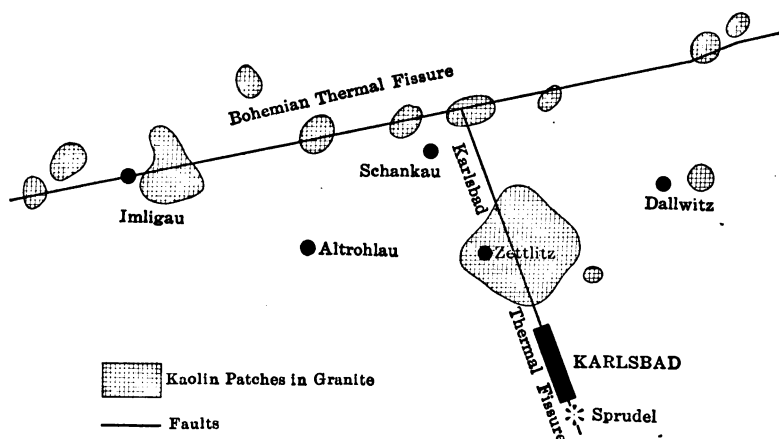 Bohemian Thermal Fissure
Schankau
Karlsbad
Dallwitz
Imligau
Altrohlau
Zettlitz
Thermal Fissure
KARLSBAD
Kaolin Patches in Granite
Sprudel
Faults